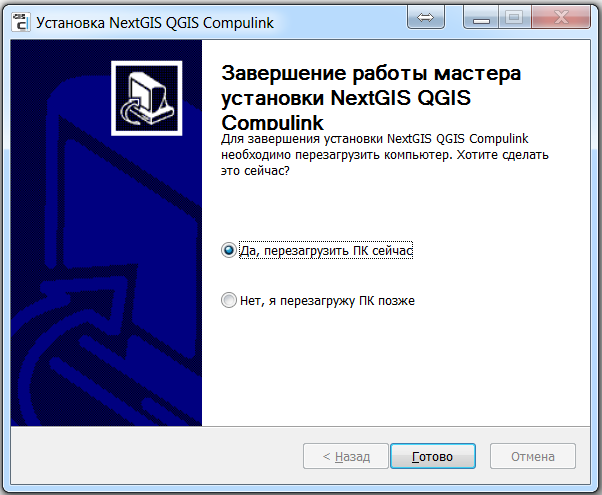 GIS
C
Установка NextGIS QGIS Compulink
Завершение работы мастера
установки NextGIS QGIS
Compulink
Для завершения установки NextGIS QGIS Compulink
необходимо перезагрузить компьютер. Хотите сделать
это сейчас?
Да, перезагрузить ПК сейчас
Нет, я перезагружу ПК позже
< Назад
Готово
Отмена